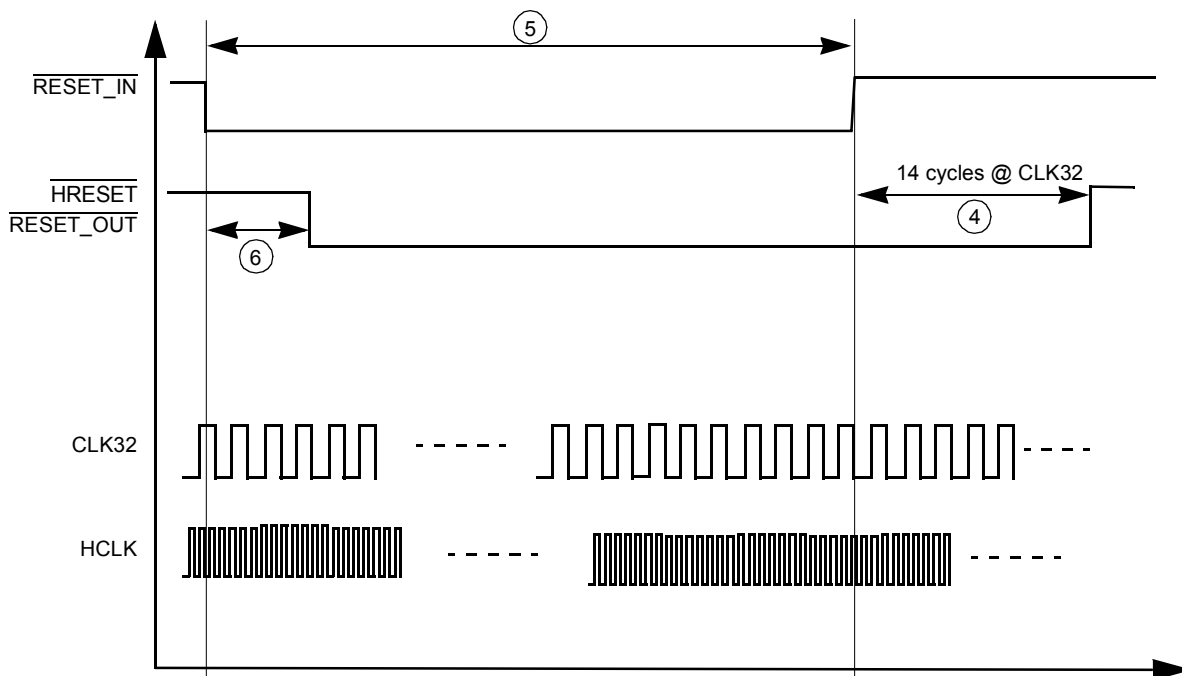 5
RESET_IN
14 cycles @ CLK32
HRESET
4
RESET_OUT
6
CLK32
HCLK